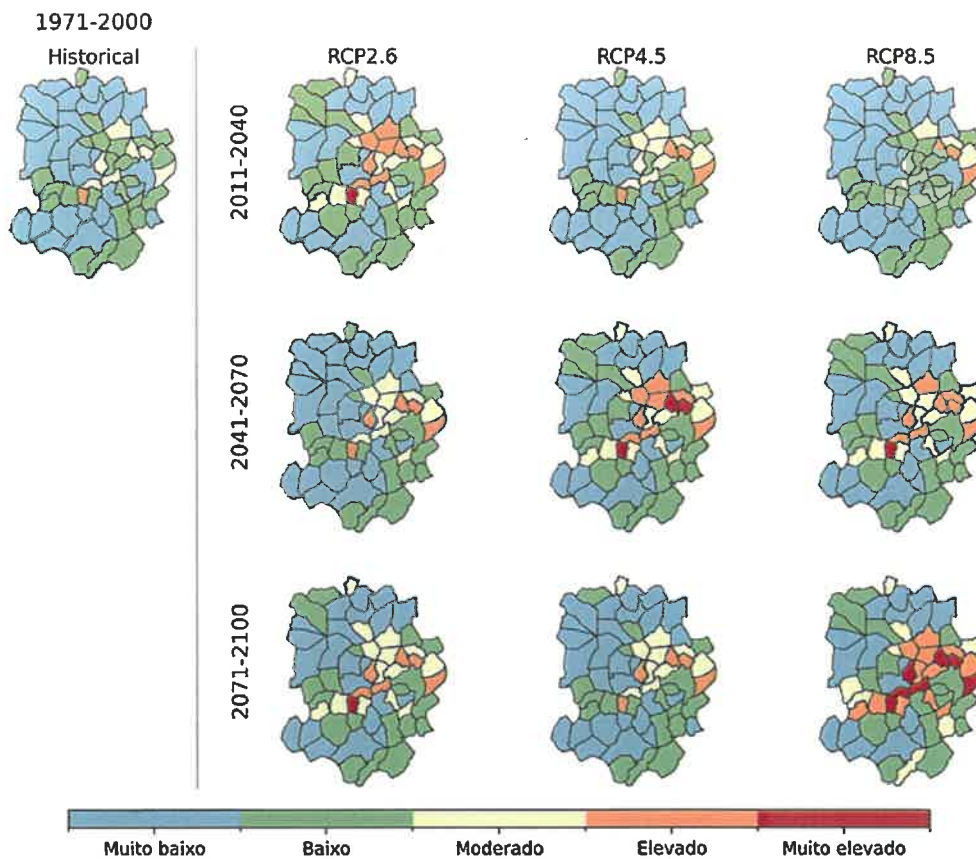 1971-2000
Historical
RCP2.6
RCP4.5
RCP8.5
2011-2040
2041-2070
2071-2100
Muito baixo
Baixo
Moderado
Elevado
Muito elevado